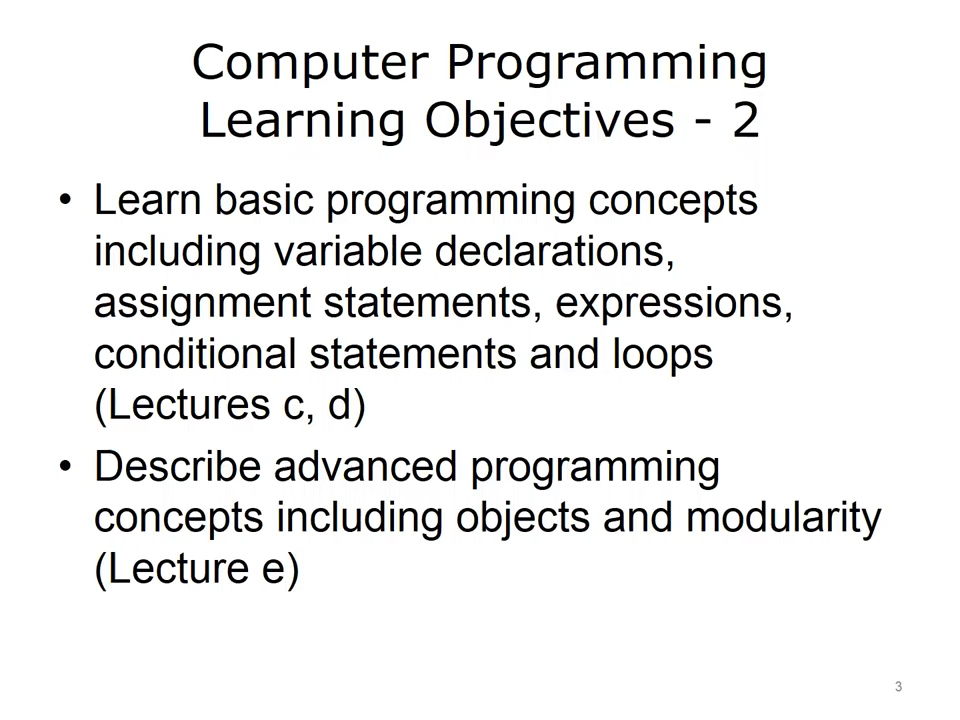 Computer Programming
Learning Objectives - 2
• Learn basic programming concepts
including variable declarations,
assignment statements, expressions,
conditional statements and loops
(Lectures c, d)
• Describe advanced programming
concepts including objects and modularity
(Lecture e)
3